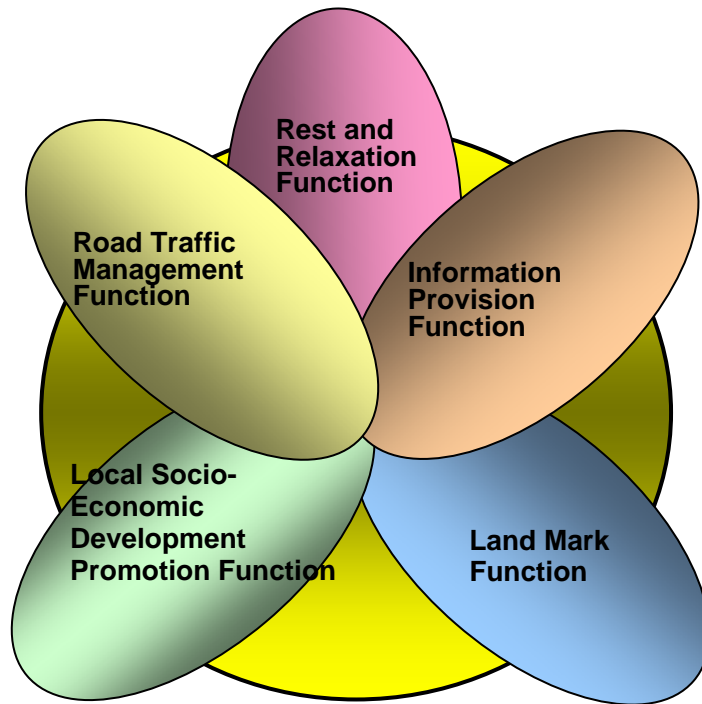 Rest and
Relaxation
Function
Road Traffic
Management
Function
Information
Provision
Function
Local Socio-
Economic
Development
Promotion Function
Land Mark
Function